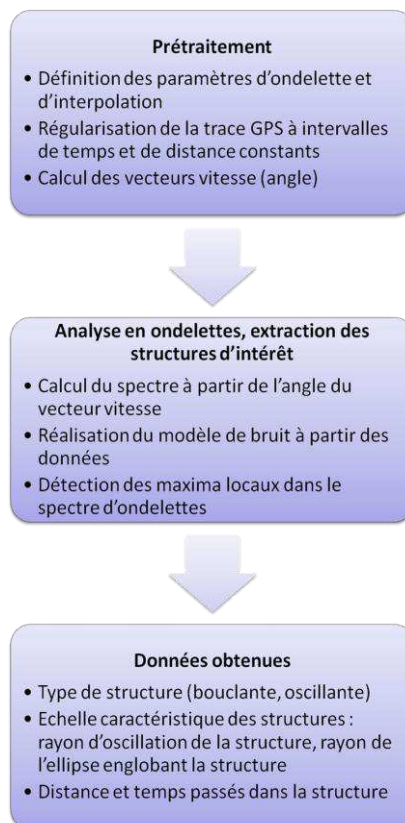 Prétraitement
• Définition des paramètres d'ondelette et
d'interpolation
• Régularisation de la trace GPS à intervalles
de temps et de distance constants
• Calcul des vecteurs vitesse (angle)
Analyse en ondelettes, extraction des
structures d'intérêt
• Calcul du spectre à partir de l'angle du
vecteur vitesse
• Réalisation du modèle de bruit à partir des
données
• Détection des maxima locaux dans le
spectre d'ondelettes
Données obtenues
• Type de structure (bouclante, oscillante)
• Echelle caractéristique des structures :
rayon d'oscillation de la structure, rayon de
l'ellipse englobant la structure
• Distance et temps passés dans la structure